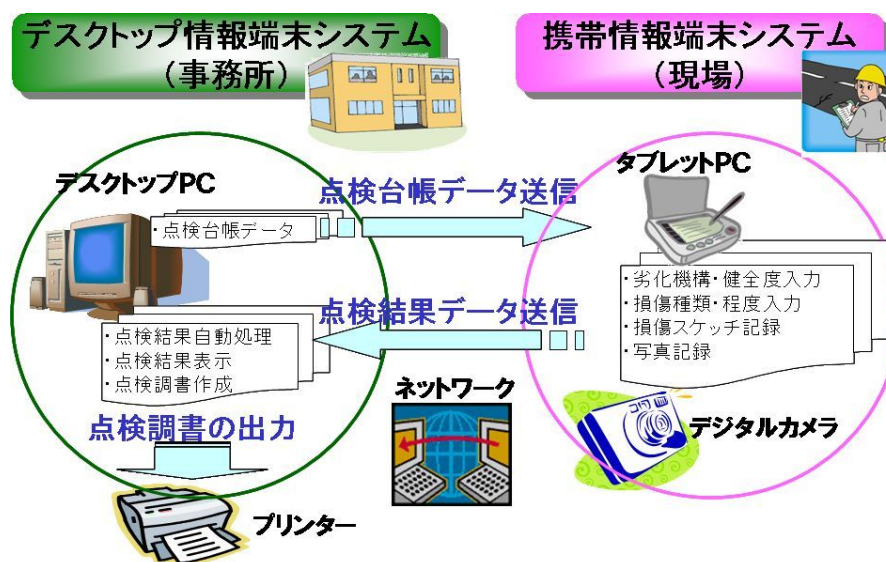 デスクトップ情報端末システム
(事務所)
携帯情報端末システム
(現場)
デスクトップPC
・点検台帳データ
点検台帳データ送信
タブレットPC
・劣化機構・健全度入力
・損傷種類・程度入力
・損傷スケッチ記録
・写真記録
点検結果データ送信
・点検結果自動処理
・点検結果表示
・点検調書作成
ネットワーク
デジタルカメラ
点検調書の出力
プリンター